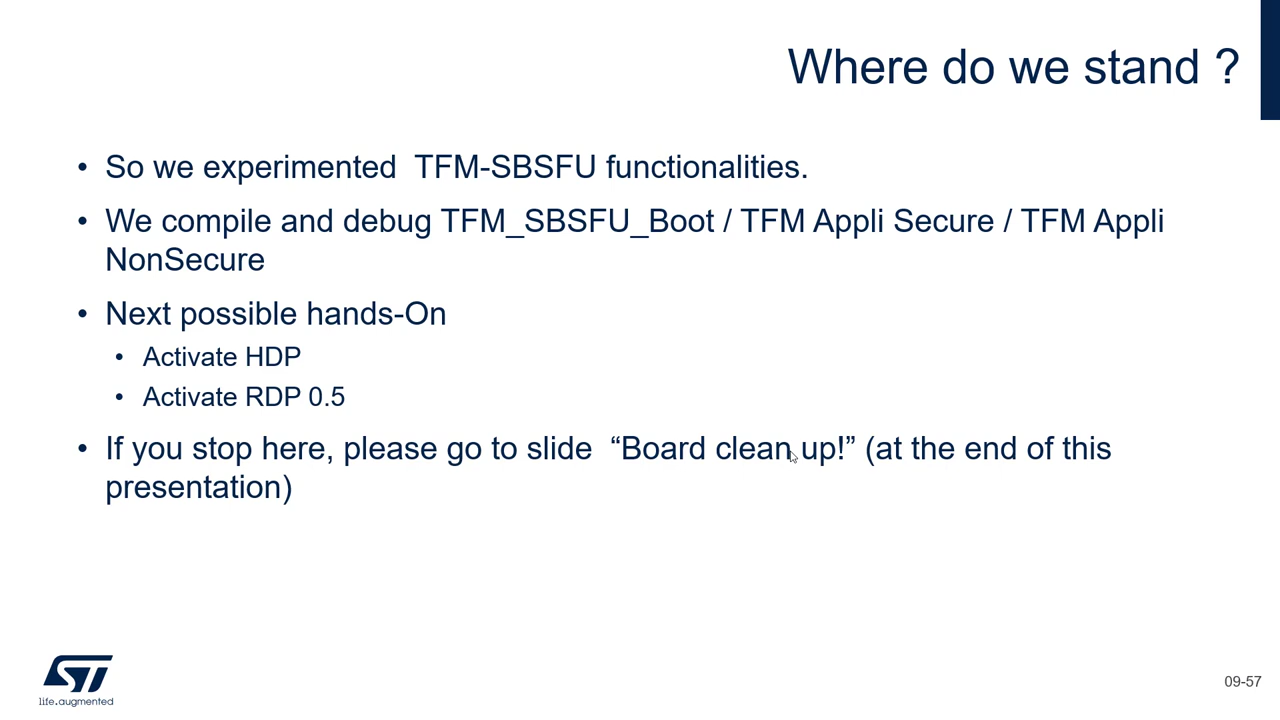 Where do we stand ?
• So we experimented TFM-SBSFU functionalities.
• We compile and debug TFM_SBSFU_Boot / TFM Appli Secure / TFM Appli
NonSecure
• Next possible hands-On
• Activate HDP
• Activate RDP 0.5
• If you stop here, please go to slide “Board clean up!” (at the end of this
presentation)
ST
life.augmented
09-57